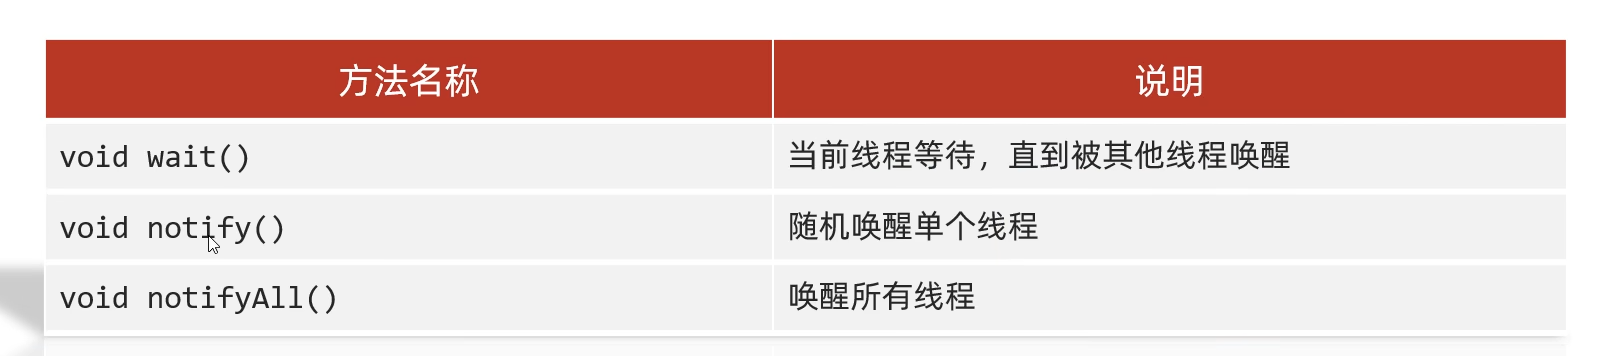 方法名称 说明
void wait() 当前线程等待，直到被其他线程唤醒
void notify() 随机唤醒单个线程
void notifyAll() 唤醒所有线程